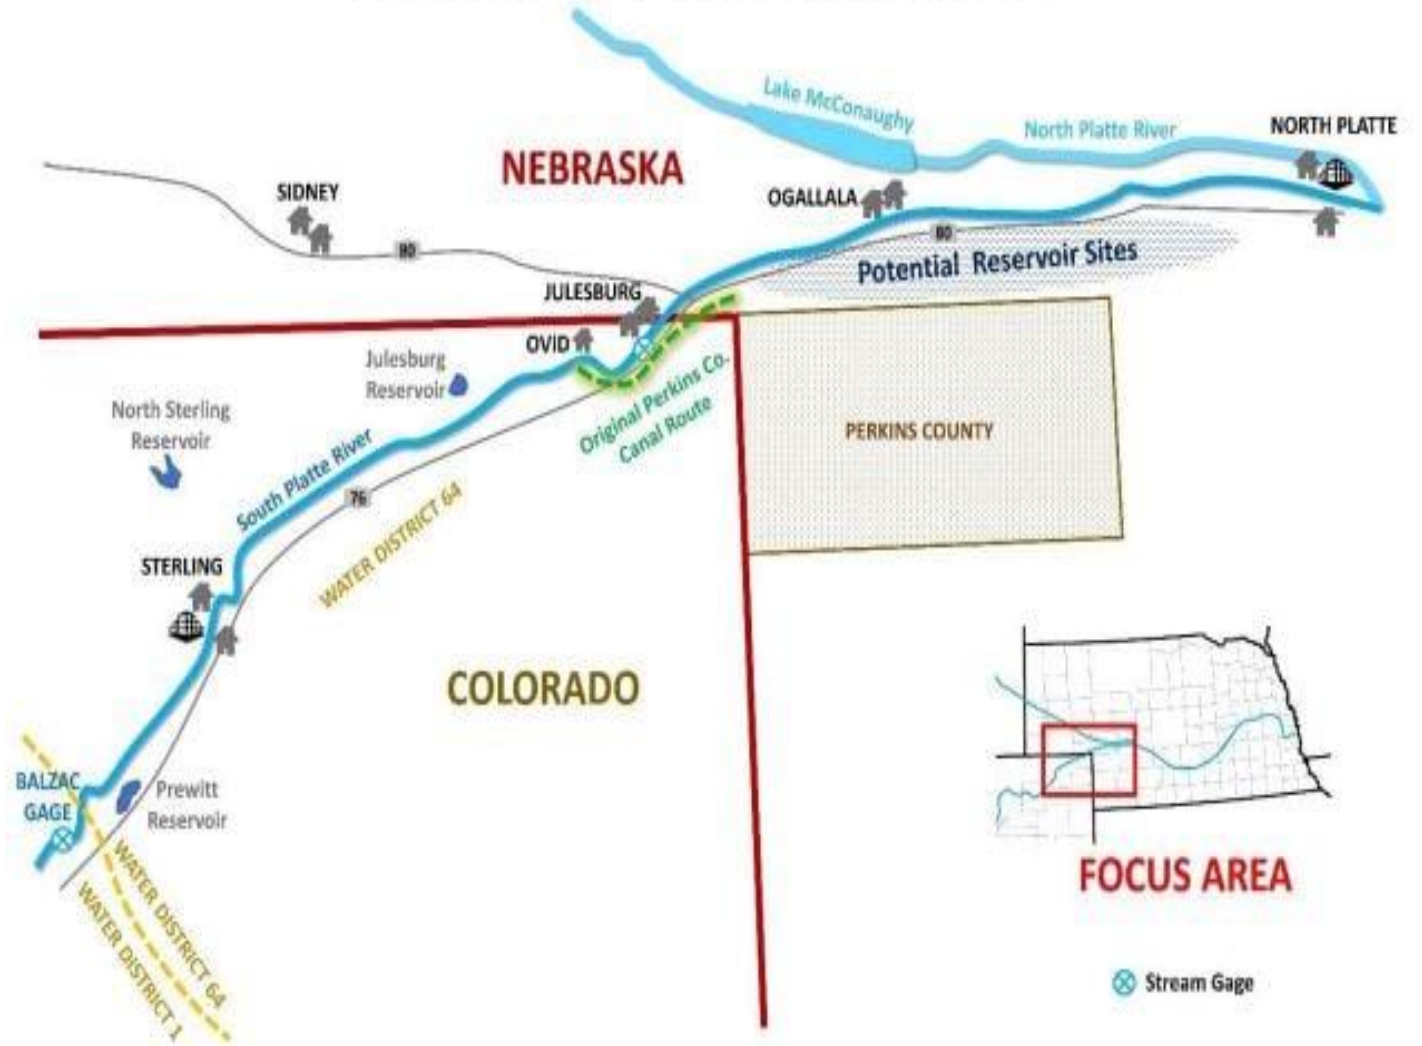 Lake McConaughy
North Platte River
NORTH PLATTE
NEBRASKA
SIDNEY
OGALLALA
80
80
Potential Reservoir Sites
JULESBURG
OVID
Julesburg
Reservoir
Original Perkins Co.
Canal Route
North Sterling
Reservoir
PERKINS COUNTY
South Platte River
76
WATER DISTRICT 64
STERLING
COLORADO
BALZAC
GAGE
Prewitt
Reservoir
WATER DISTRICT 64
WATER DISTRICT 1
FOCUS AREA
Stream Gage